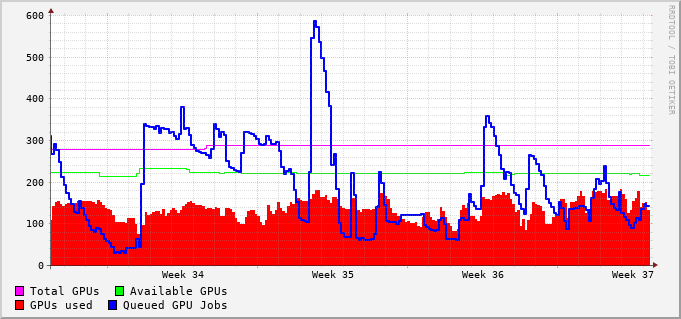 600
500
400
300
200
100
0
Week 34 Week 35 Week 36 Week 37
Total GPUs Available GPUs
GPUs used Queued GPU Jobs
RRDTOOL / TOBI OETIKER